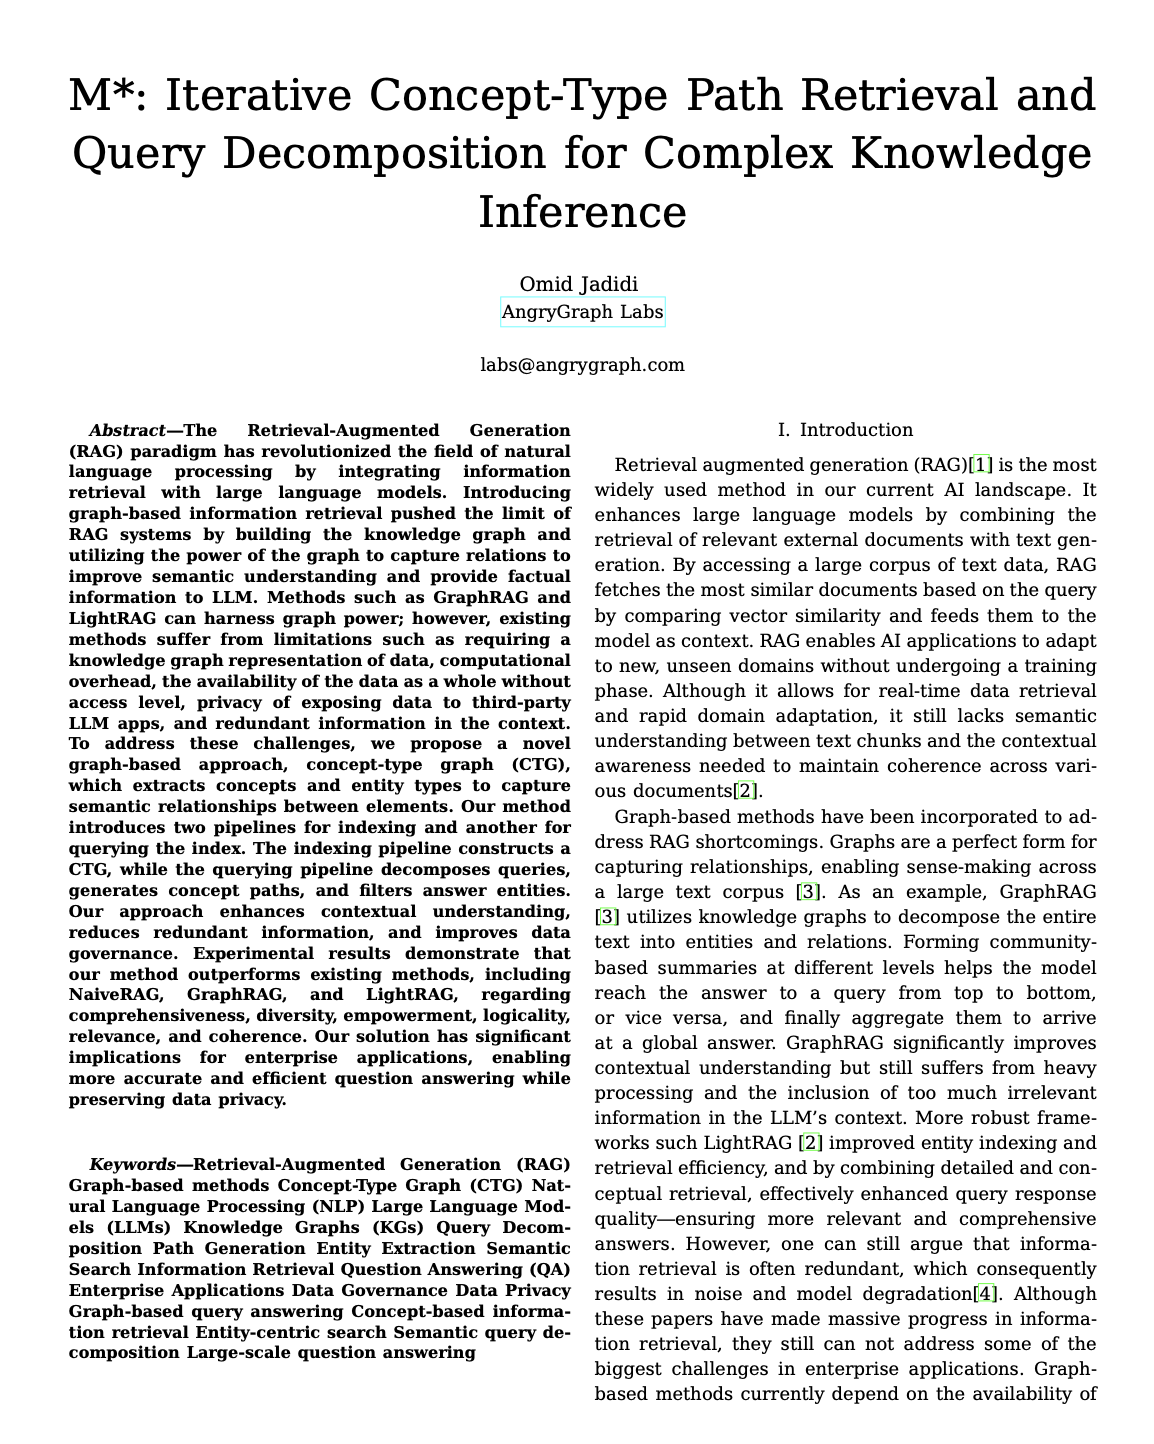 M*: Iterative Concept-Type Path Retrieval and
Query Decomposition for Complex Knowledge
Inference
Omid Jadidi
AngryGraph Labs
labs@angrygraph.com
Abstract—The Retrieval-Augmented Generation
(RAG) paradigm has revolutionized the field of natural
language processing by integrating information
retrieval with large language models. Introducing
graph-based information retrieval pushed the limit of
RAG systems by building the knowledge graph and
utilizing the power of the graph to capture relations to
improve semantic understanding and provide factual
information to LLM. Methods such as GraphRAG and
LightRAG can harness graph power; however, existing
methods suffer from limitations such as requiring a
knowledge graph representation of data, computational
overhead, the availability of the data as a whole without
access level, privacy of exposing data to third-party
LLM apps, and redundant information in the context.
To address these challenges, we propose a novel
graph-based approach, concept-type graph (CTG),
which extracts concepts and entity types to capture
semantic relationships between elements. Our method
introduces two pipelines for indexing and another for
querying the index. The indexing pipeline constructs a
CTG, while the querying pipeline decomposes queries,
generates concept paths, and filters answer entities.
Our approach enhances contextual understanding,
reduces redundant information, and improves data
governance. Experimental results demonstrate that
our method outperforms existing methods, including
NaiveRAG, GraphRAG, and LightRAG, regarding
comprehensiveness, diversity, empowerment, logicality,
relevance, and coherence. Our solution has significant
implications for enterprise applications, enabling
more accurate and efficient question answering while
preserving data privacy.
Keywords—Retrieval-Augmented Generation (RAG)
Graph-based methods Concept-Type Graph (CTG) Nat-
ural Language Processing (NLP) Large Language Mod-
els (LLMs) Knowledge Graphs (KGs) Query Decom-
position Path Generation Entity Extraction Semantic
Search Information Retrieval Question Answering (QA)
Enterprise Applications Data Governance Data Privacy
Graph-based query answering Concept-based informa-
tion retrieval Entity-centric search Semantic query de-
composition Large-scale question answering
I. Introduction
Retrieval augmented generation (RAG)[1] is the most
widely used method in our current AI landscape. It
enhances large language models by combining the
retrieval of relevant external documents with text gen-
eration. By accessing a large corpus of text data, RAG
fetches the most similar documents based on the query
by comparing vector similarity and feeds them to the
model as context. RAG enables AI applications to adapt
to new, unseen domains without undergoing a training
phase. Although it allows for real-time data retrieval
and rapid domain adaptation, it still lacks semantic
understanding between text chunks and the contextual
awareness needed to maintain coherence across vari-
ous documents[2].
Graph-based methods have been incorporated to ad-
dress RAG shortcomings. Graphs are a perfect form for
capturing relationships, enabling sense-making across
a large text corpus [3]. As an example, GraphRAG
[3] utilizes knowledge graphs to decompose the entire
text into entities and relations. Forming community-
based summaries at different levels helps the model
reach the answer to a query from top to bottom,
or vice versa, and finally aggregate them to arrive
at a global answer. GraphRAG significantly improves
contextual understanding but still suffers from heavy
processing and the inclusion of too much irrelevant
information in the LLM's context. More robust frame-
works such LightRAG [2] improved entity indexing and
retrieval efficiency, and by combining detailed and con-
ceptual retrieval, effectively enhanced query response
quality—ensuring more relevant and comprehensive
answers. However, one can still argue that informa-
tion retrieval is often redundant, which consequently
results in noise and model degradation[4]. Although
these papers have made massive progress in informa-
tion retrieval, they still can not address some of the
biggest challenges in enterprise applications. Graph-
based methods currently depend on the availability of